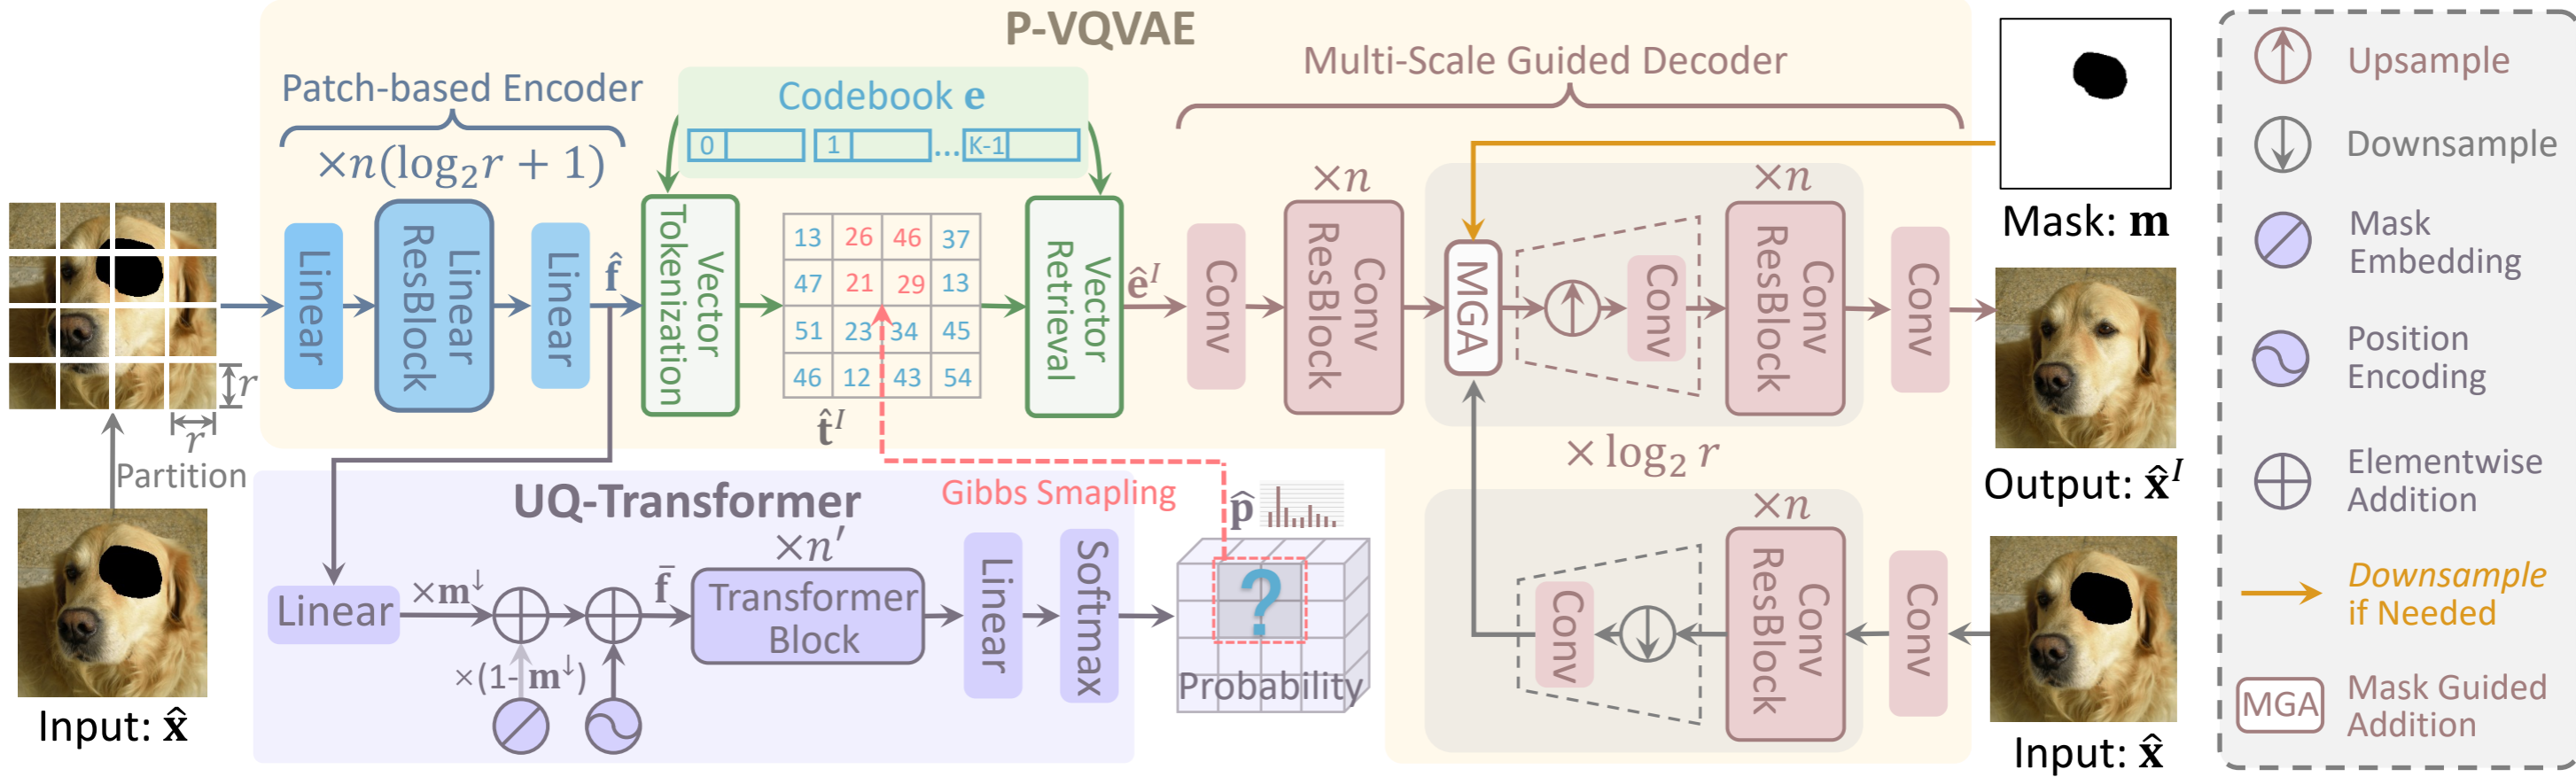 P-VQVAE
Patch-based Encoder
×n(log₂r + 1)
Linear
Linear
ResBlock
Linear
f̂
Codebook e
0
1
...
K-1
Vector
Tokenization
13 26 46 37
47 21 29 13
51 23 34 45
46 12 43 54
t̂ᴵ
Vector
Retrieval
êᴵ
Multi-Scale Guided Decoder
Conv
×n
Conv
ResBlock
MGA
Conv
×n
Conv
ResBlock
Conv
× log₂ r
×n
Conv
ResBlock
Conv
Conv
r
r
Partition
Input: x̂
UQ-Transformer
Linear
×m↓
×(1- m↓)
f̄
×n′
Transformer
Block
Linear
Softmax
Gibbs Smapling
p̂
?
Probability
Mask: m
Output: x̂ᴵ
Input: x̂
Upsample
Downsample
Mask
Embedding
Position
Encoding
Elementwise
Addition
Downsample
if Needed
MGA
Mask Guided
Addition